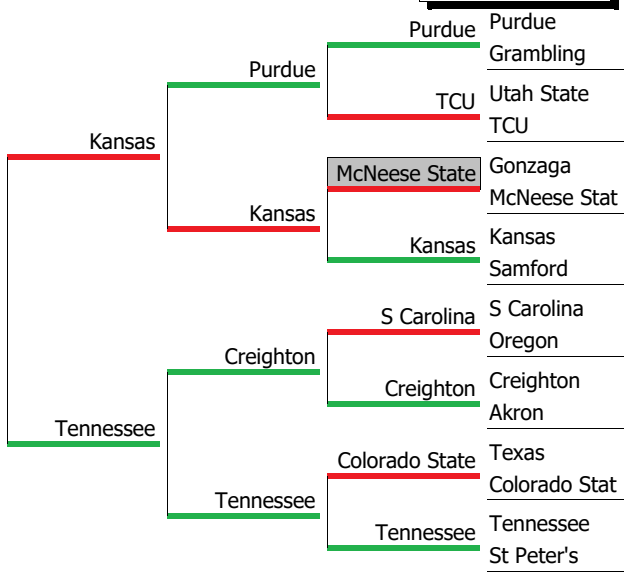 Purdue
Purdue
Grambling
Purdue
TCU
Utah State
TCU
Kansas
McNeese State
Gonzaga
McNeese Stat
Kansas
Kansas
Kansas
Samford
S Carolina
S Carolina
Oregon
Creighton
Creighton
Creighton
Akron
Tennessee
Colorado State
Texas
Colorado Stat
Tennessee
Tennessee
Tennessee
St Peter's